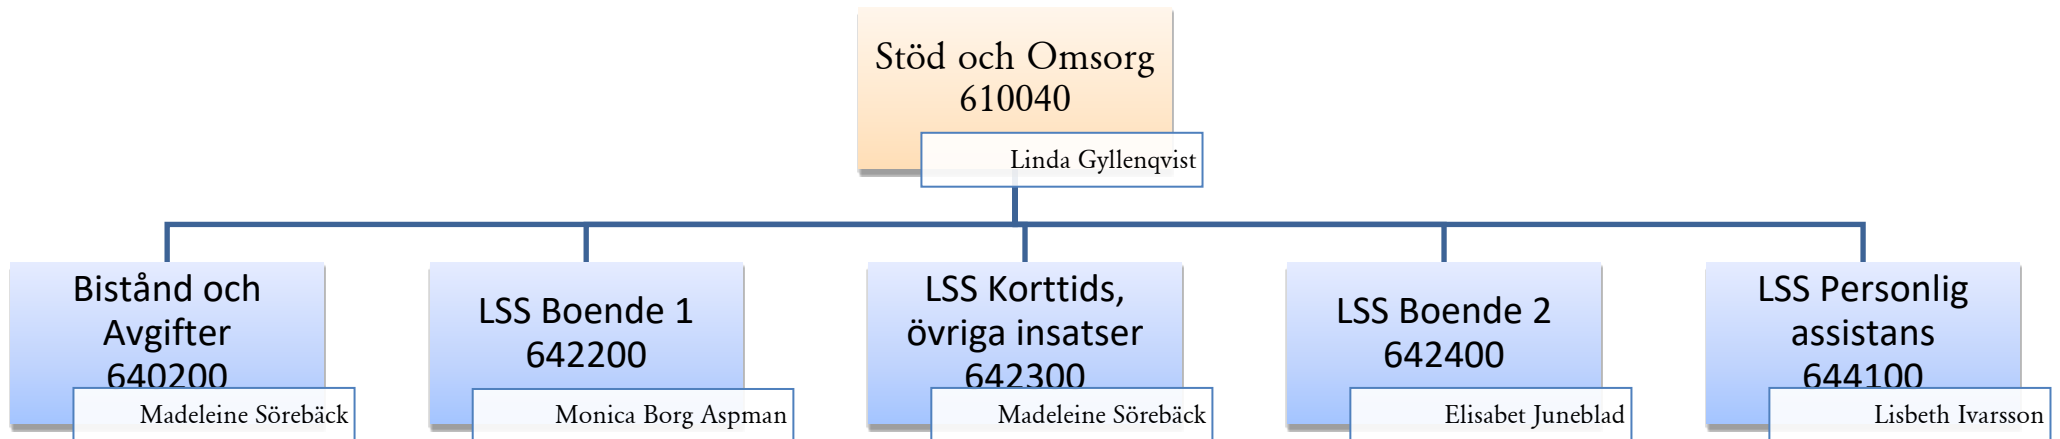 Stöd och Omsorg
610040
Linda Gyllenqvist
Bistånd och
Avgifter
640200
Madeleine Sörebäck
LSS Boende 1
642200
Monica Borg Aspman
LSS Korttids,
övriga insatser
642300
Madeleine Sörebäck
LSS Boende 2
642400
Elisabet Juneblad
LSS Personlig
assistans
644100
Lisbeth Ivarsson